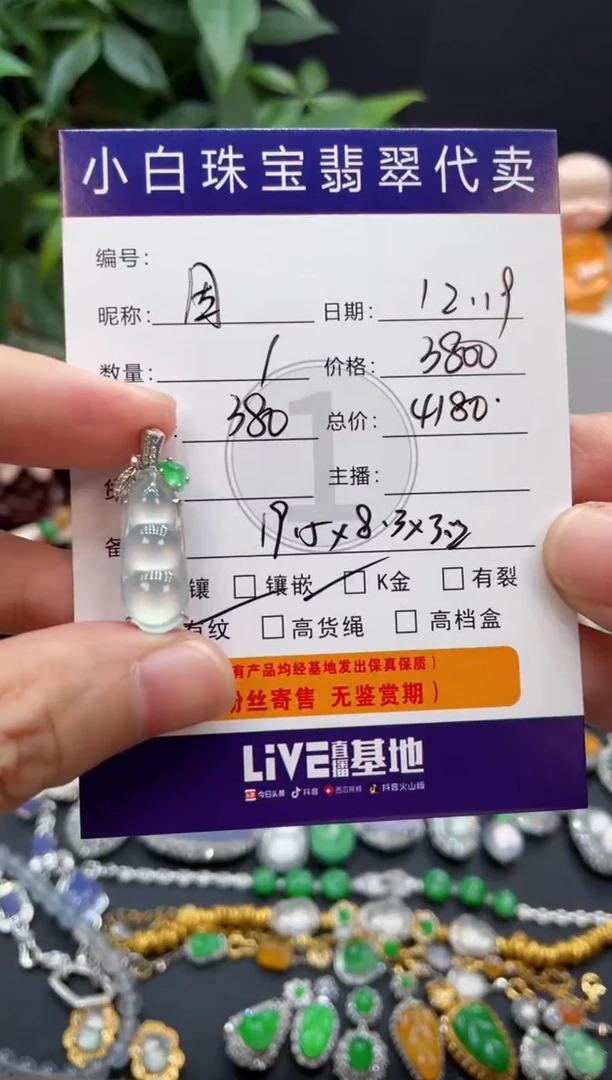 小白珠宝翡翠代卖
编号：
昵称： 周 日期： 12.19
数量： 1 价格： 3800
380 总价： 4180.
1
主播：
镶 □镶嵌 □K金 □有裂
有纹 □高货绳 □高档盒
有产品均经基地发出保真保质）
粉丝寄售 无鉴赏期）
LiVE直播基地
今日头条 抖音 西瓜视频 抖音火山版